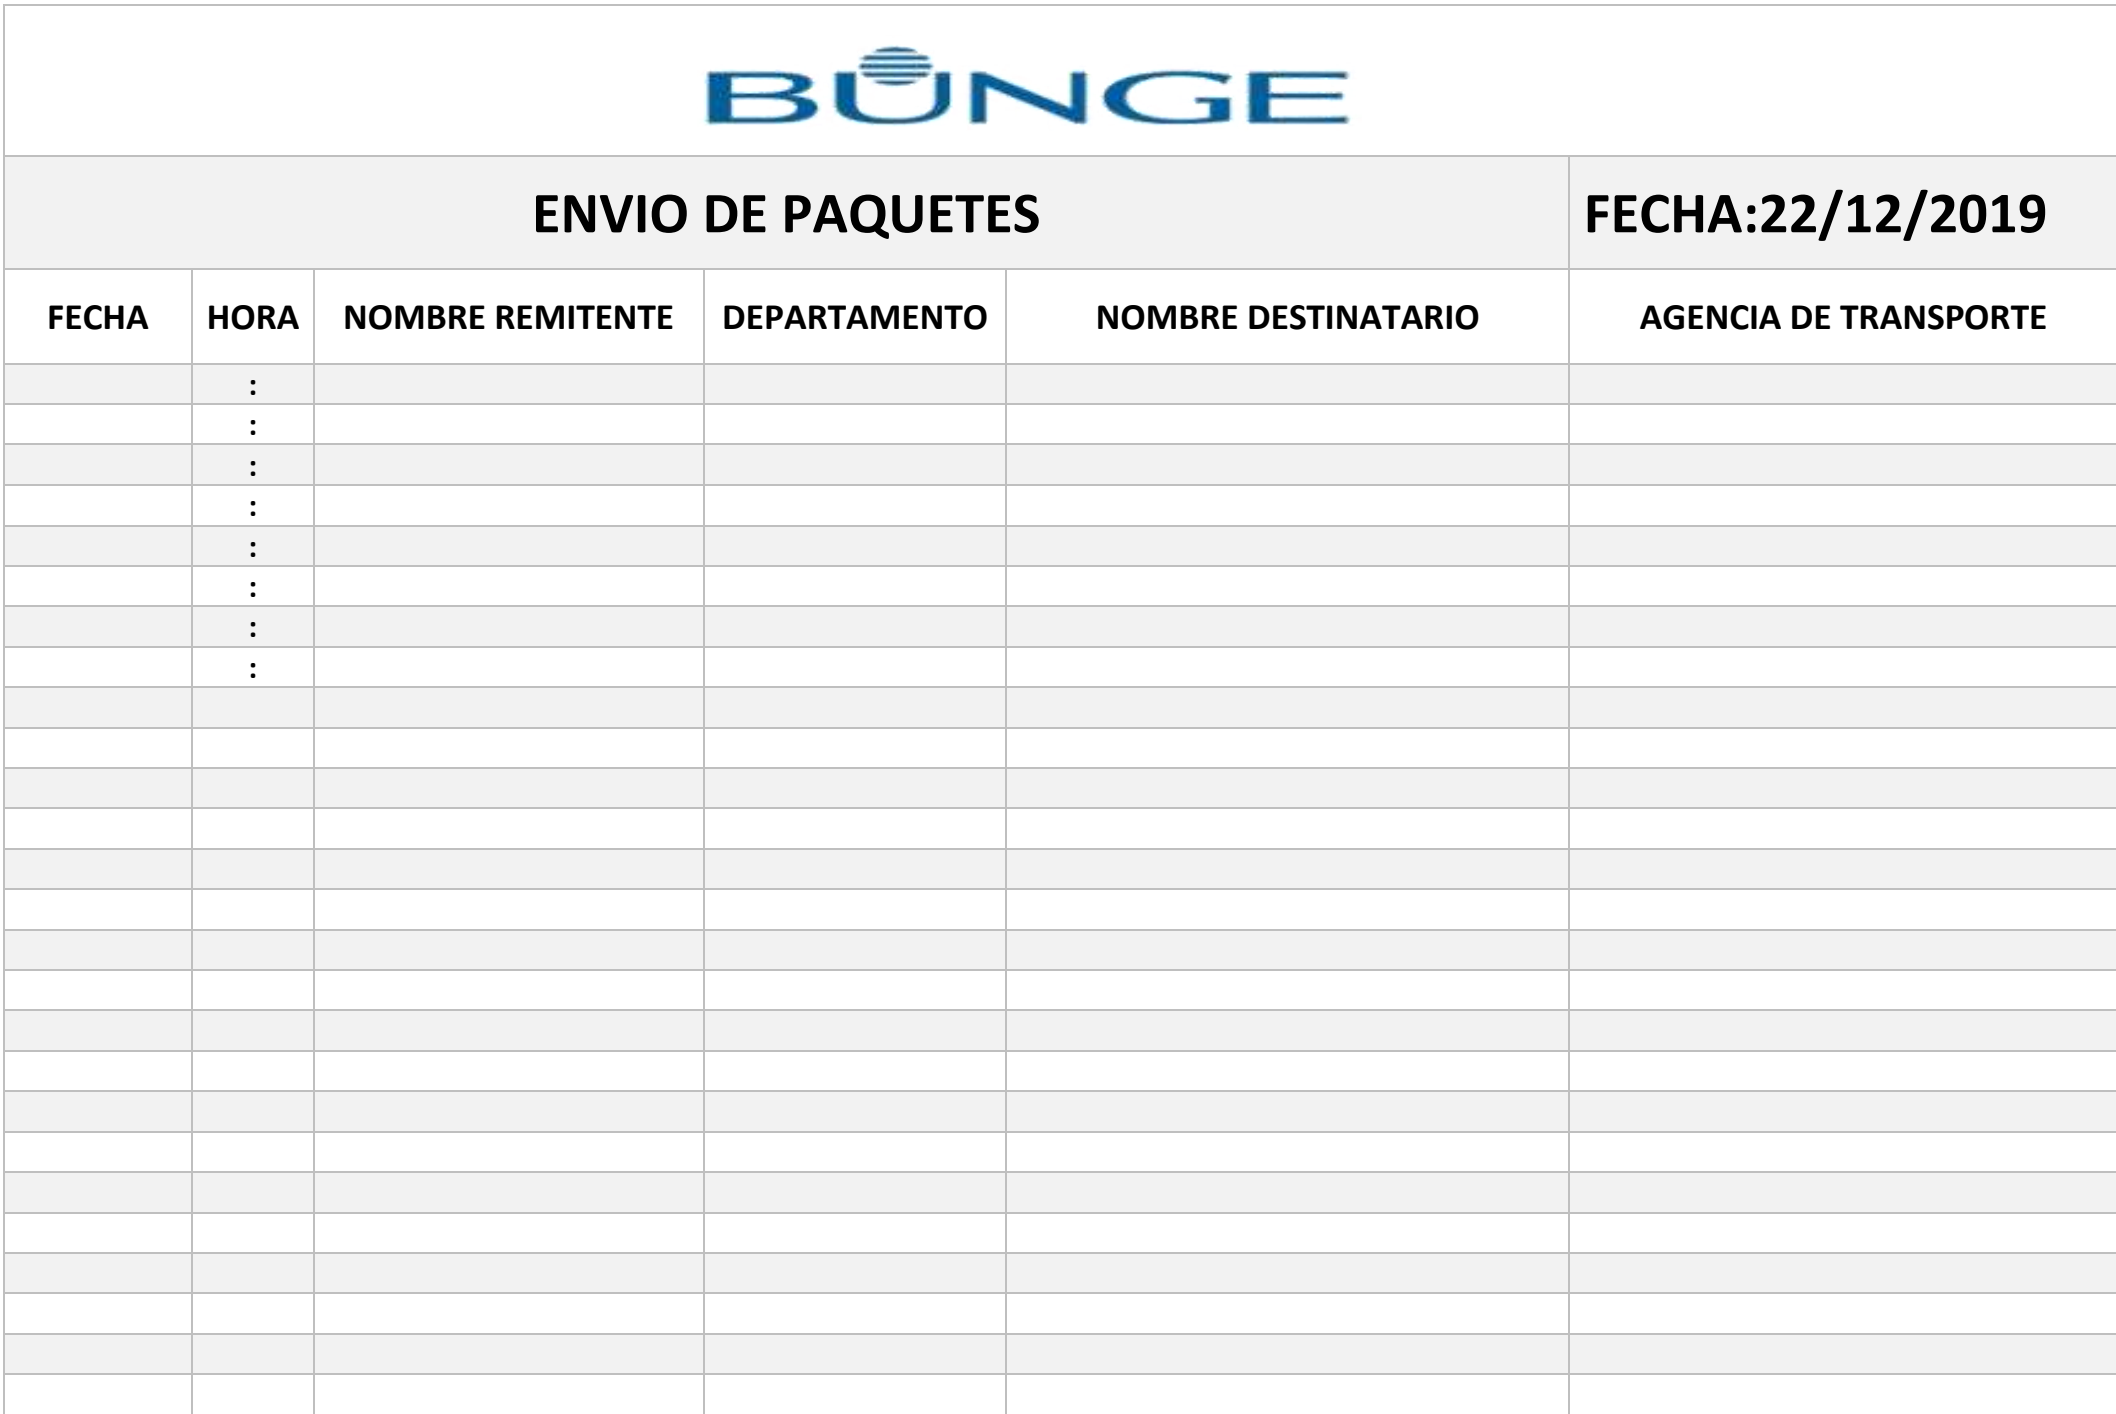 BUNGE
ENVIO DE PAQUETES FECHA:22/12/2019
FECHA HORA NOMBRE REMITENTE DEPARTAMENTO NOMBRE DESTINATARIO AGENCIA DE TRANSPORTE
:
:
:
:
:
:
:
: